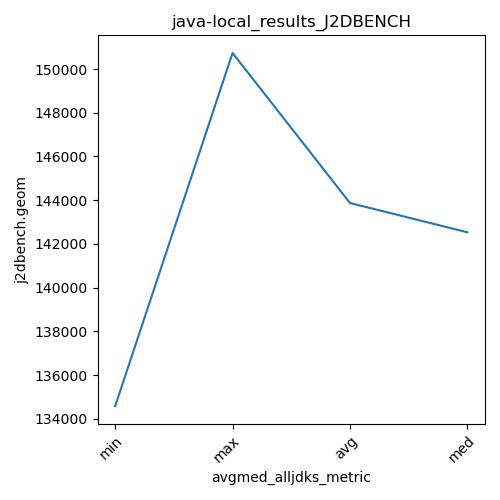 java-local_results_J2DBENCH
j2dbench.geom
150000
148000
146000
144000
142000
140000
138000
136000
134000
min
max
avg
med
avgmed_alljdks_metric